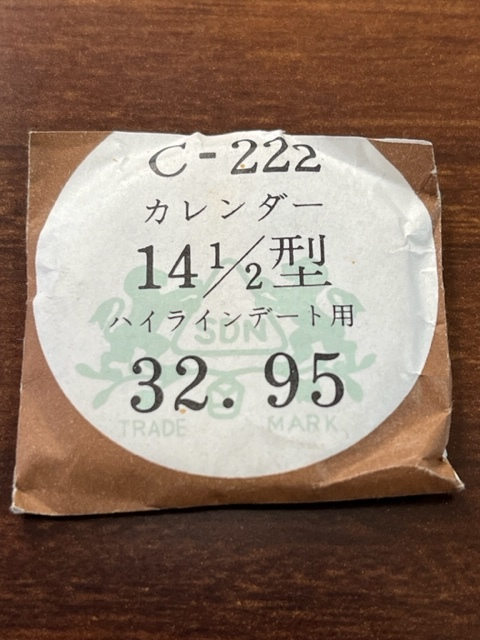 C-222
カレンダー
14 1/2型
ハイラインデート用
SDN
32.95
TRADE MARK